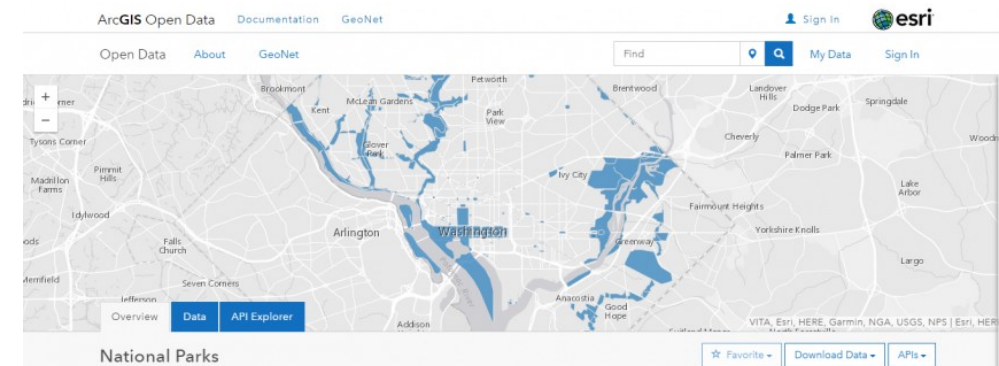 ArcGIS Open Data Documentation GeoNet Sign In esri
Open Data About GeoNet Find My Data Sign In
+
−
Brookmont
Kent
McLean Gardens
Petworth
Park
View
Glover
Park
Brentwood
Landover
Hills
Dodge Park
Springdale
Tysons Corner
Cheverly
Palmer Park
Pimmit
Hills
Madrillon
Farms
Ivy City
Lake
Arbor
Idylwood
Fairmount Heights
Arlington
Washington
Yorkshire Knolls
Falls
Church
Greenway
Largo
Merrifield
Seven Corners
Jefferson
Anacostia
Good
Hope
Addison
VITA, Esri, HERE, Garmin, NGA, USGS, NPS | Esri, HER
Overview Data API Explorer
National Parks Favorite Download Data APIs